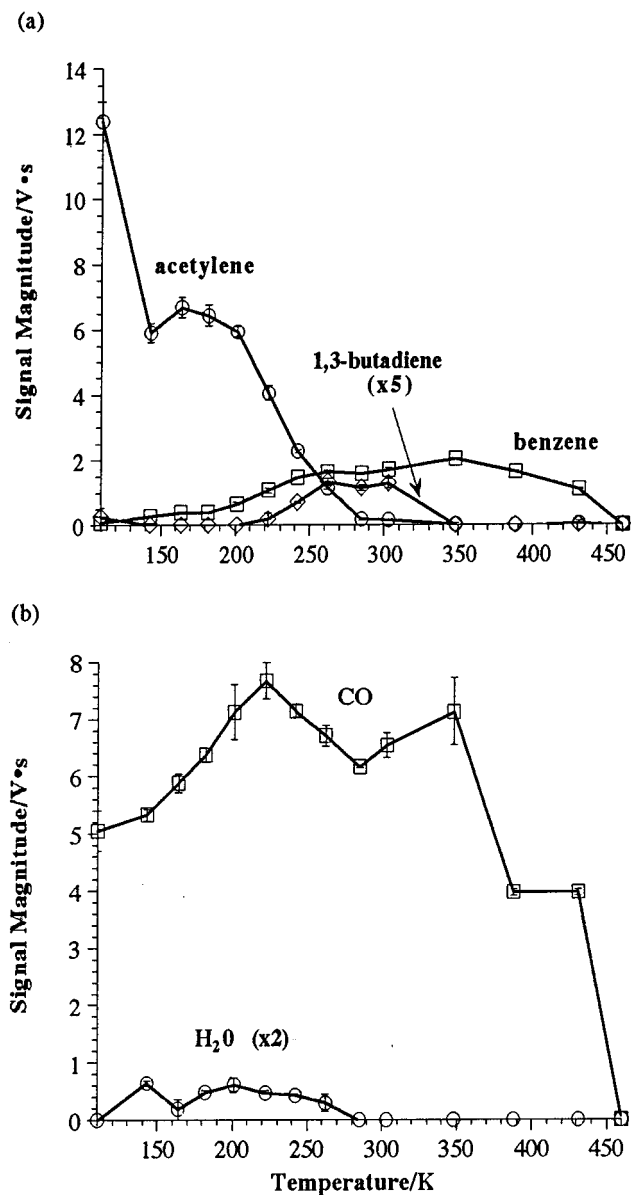 (a)
14
12
10
8
6
4
2
0
Signal Magnitude/V•s
acetylene
1,3-butadiene
(x5)
benzene
150 200 250 300 350 400 450
(b)
8
7
6
5
4
3
2
1
0
Signal Magnitude/V•s
CO
H₂0 (x2)
150 200 250 300 350 400 450
Temperature/K